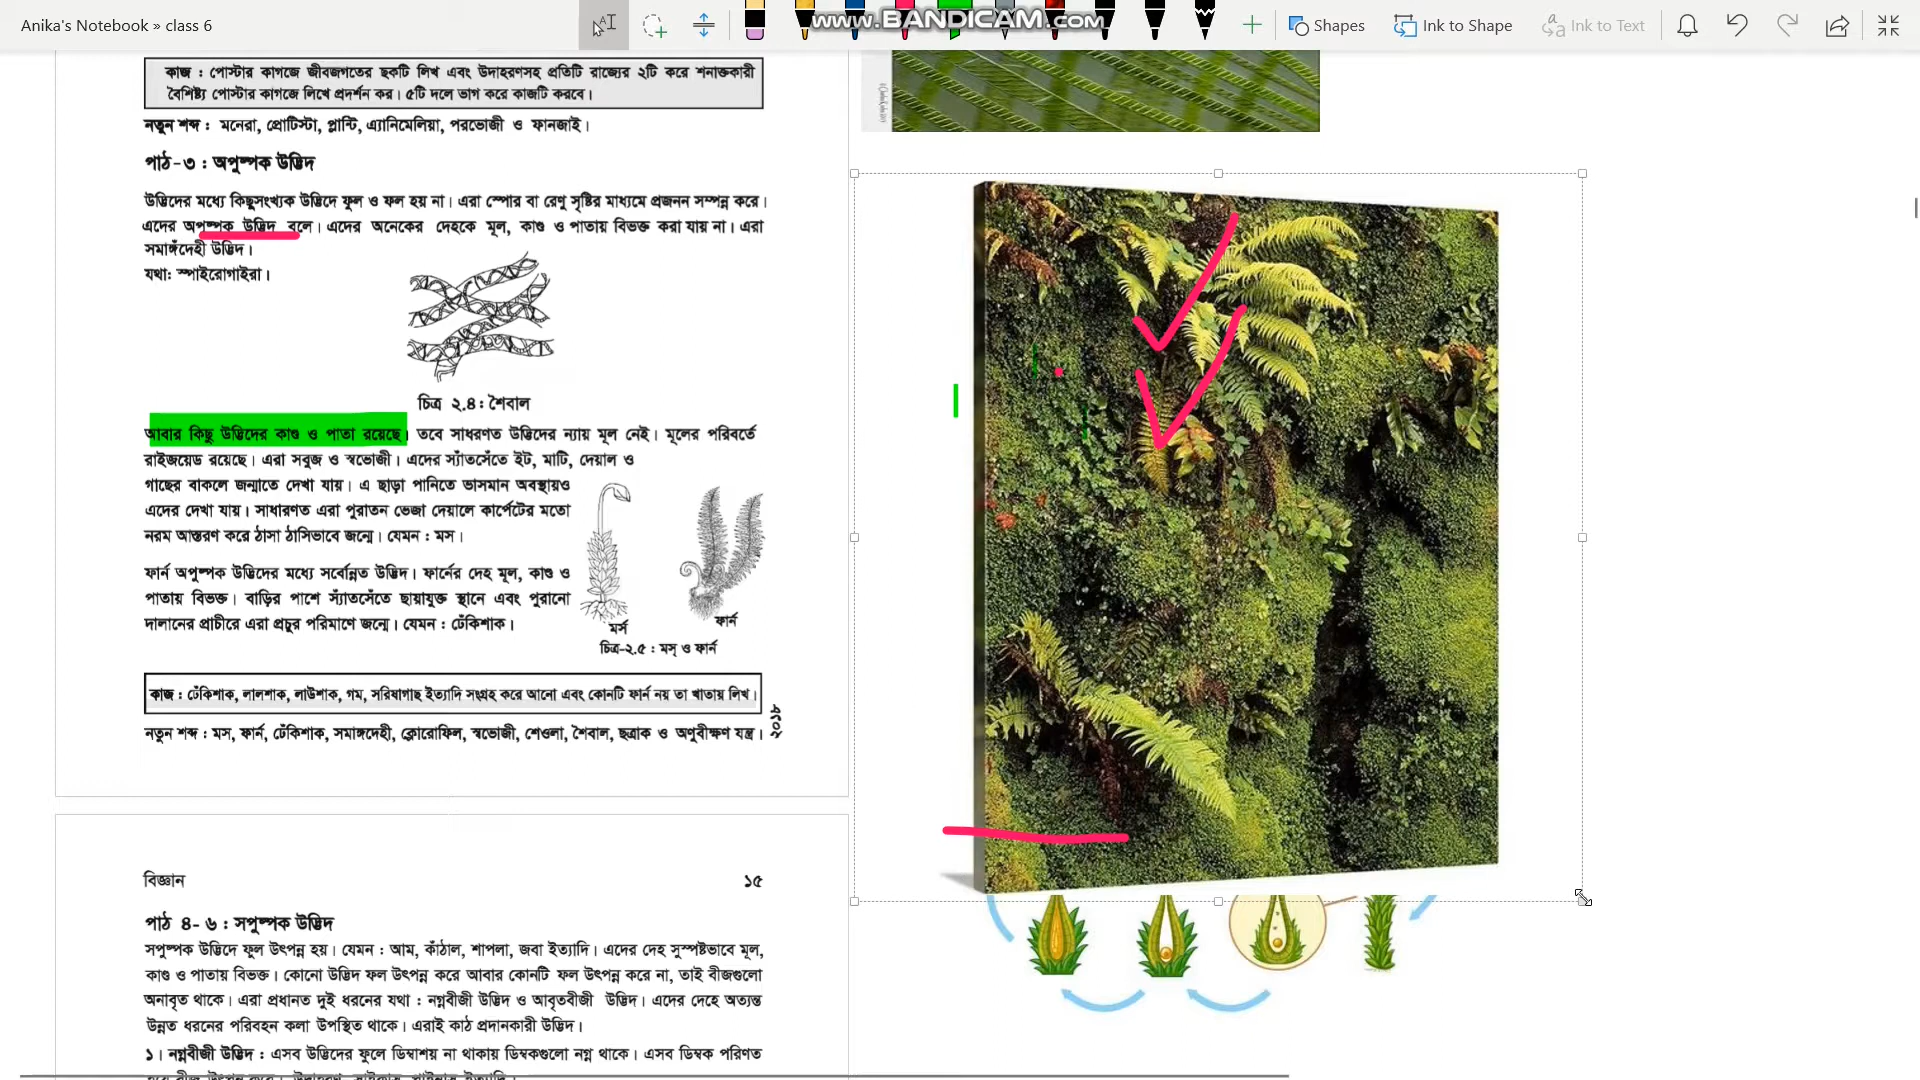 Anika's Notebook » class 6
www.BANDICAM.com
Shapes
Ink to Shape
Ink to Text
কাজ : পোস্টার কাগজে জীবজগতের ছকটি লিখ এবং উদাহরণসহ প্রতিটি রাজ্যের ২টি করে শনাক্তকারী
বৈশিষ্ট্য পোস্টার কাগজে লিখে প্রদর্শন কর। ৫টি দলে ভাগ করে কাজটি করবে।
নতুন শব্দ : মনেরা, প্রোটিস্টা, প্লান্টি, এ্যানিমেলিয়া, পরভোজী ও ফানজাই।
পাঠ-৩ : অপুষ্পক উদ্ভিদ
উদ্ভিদের মধ্যে কিছুসংখ্যক উদ্ভিদে ফুল ও ফল হয় না। এরা স্পোর বা রেণু সৃষ্টির মাধ্যমে প্রজনন সম্পন্ন করে।
এদের অপুষ্পক উদ্ভিদ বলে। এদের অনেকের দেহকে মূল, কাণ্ড ও পাতায় বিভক্ত করা যায় না। এরা
সমাঙ্গদেহী উদ্ভিদ।
যথা: স্পাইরোগাইরা।
চিত্র ২.৪: শৈবাল
আবার কিছু উদ্ভিদের কাণ্ড ও পাতা রয়েছে। তবে সাধরণত উদ্ভিদের ন্যায় মূল নেই। মূলের পরিবর্তে
রাইজয়েড রয়েছে। এরা সবুজ ও স্বভোজী। এদের স্যাঁতসেঁতে ইট, মাটি, দেয়াল ও
গাছের বাকলে জন্মাতে দেখা যায়। এ ছাড়া পানিতে ভাসমান অবস্থায়ও
এদের দেখা যায়। সাধারণত এরা পুরাতন ভেজা দেয়ালে কার্পেটের মতো
নরম আস্তরণ করে ঠাসা ঠাসিভাবে জন্মে। যেমন : মস।
ফার্ন অপুষ্পক উদ্ভিদের মধ্যে সর্বোন্নত উদ্ভিদ। ফার্নের দেহ মূল, কাণ্ড ও
পাতায় বিভক্ত। বাড়ির পাশে স্যাঁতসেঁতে ছায়াযুক্ত স্থানে এবং পুরানো
দালানের প্রাচীরে এরা প্রচুর পরিমাণে জন্মে। যেমন : ঢেঁকিশাক।
মর্স
ফার্ন
চিত্র-২.৫ : মস্ ও ফার্ন
কাজ : ঢেঁকিশাক, লালশাক, লাউশাক, গম, সরিষাগাছ ইত্যাদি সংগ্রহ করে আনো এবং কোনটি ফার্ন নয় তা খাতায় লিখ।
নতুন শব্দ : মস, ফার্ন, ঢেঁকিশাক, সমাঙ্গদেহী, ক্লোরোফিল, স্বভোজী, শেওলা, শৈবাল, ছত্রাক ও অণুবীক্ষণ যন্ত্র।
২০১৮
বিজ্ঞান
১৫
পাঠ ৪-৬ : সপুষ্পক উদ্ভিদ
সপুষ্পক উদ্ভিদে ফুল উৎপন্ন হয়। যেমন : আম, কাঁঠাল, শাপলা, জবা ইত্যাদি। এদের দেহ সুস্পষ্টভাবে মূল,
কাণ্ড ও পাতায় বিভক্ত। কোনো উদ্ভিদ ফল উৎপন্ন করে আবার কোনটি ফল উৎপন্ন করে না, তাই বীজগুলো
অনাবৃত থাকে। এরা প্রধানত দুই ধরনের যথা : নগ্নবীজী উদ্ভিদ ও আবৃতবীজী উদ্ভিদ। এদের দেহে অত্যন্ত
উন্নত ধরনের পরিবহন কলা উপস্থিত থাকে। এরাই কাঠ প্রদানকারী উদ্ভিদ।
১। নগ্নবীজী উদ্ভিদ : এসব উদ্ভিদের ফুলে ডিম্বাশয় না থাকায় ডিম্বকগুলো নগ্ন থাকে। এসব ডিম্বক পরিণত